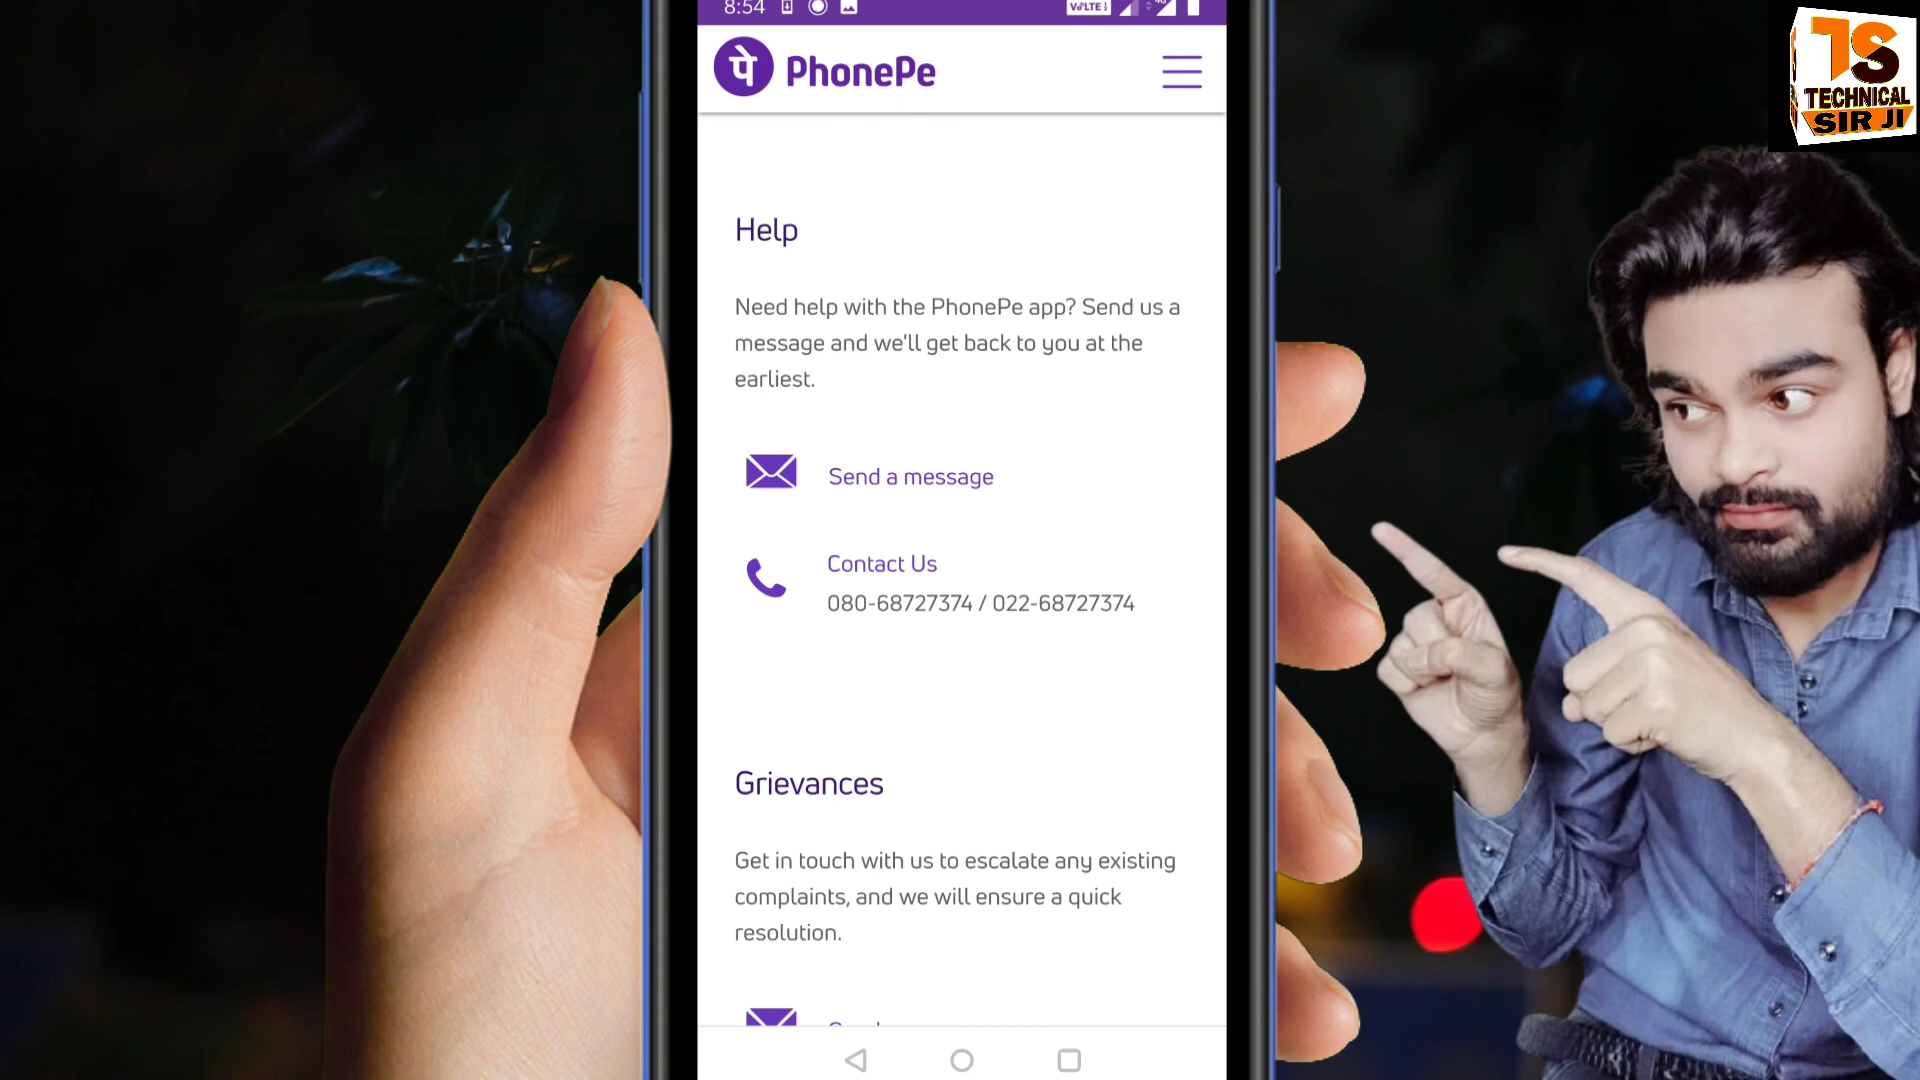 8:54
VoLTE
4G
पे PhonePe
TS
TECHNICAL
SIR JI
Help
Need help with the PhonePe app? Send us a
message and we'll get back to you at the
earliest.
Send a message
Contact Us
080-68727374 / 022-68727374
Grievances
Get in touch with us to escalate any existing
complaints, and we will ensure a quick
resolution.